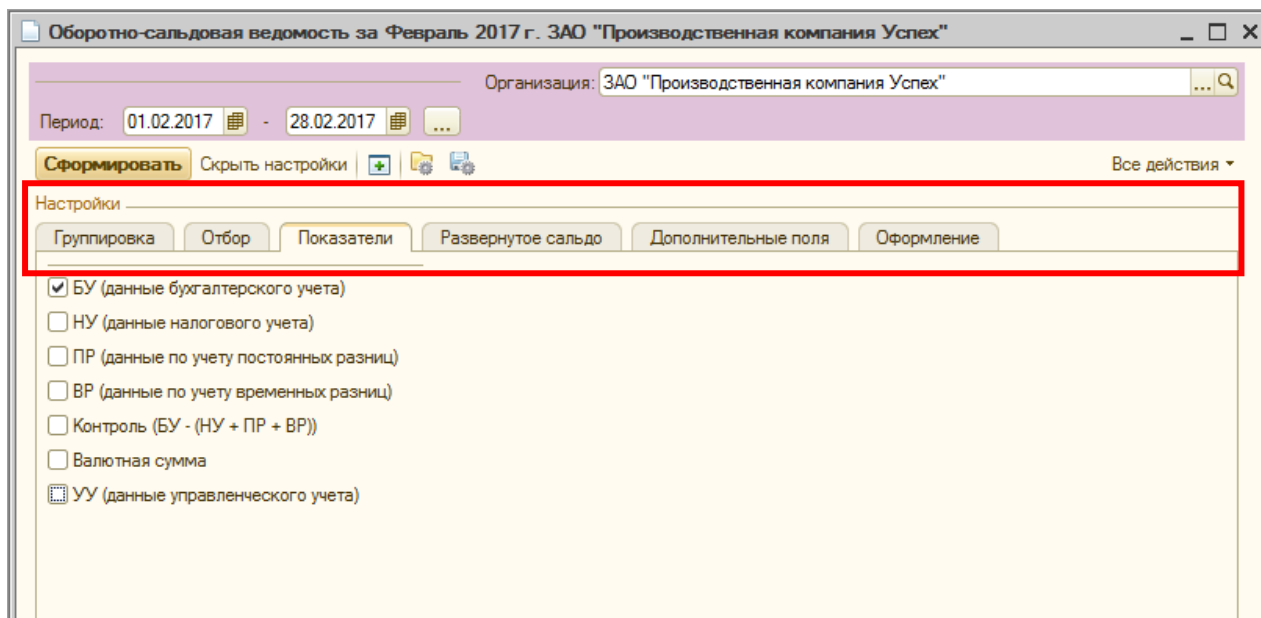 Оборотно-сальдовая ведомость за Февраль 2017 г. ЗАО "Производственная компания Успех"
Организация: ЗАО "Производственная компания Успех" ...
Период: 01.02.2017 - 28.02.2017 ...
Сформировать Скрыть настройки Все действия
Настройки
Группировка Отбор Показатели Развернутое сальдо Дополнительные поля Оформление
БУ (данные бухгалтерского учета)
НУ (данные налогового учета)
ПР (данные по учету постоянных разниц)
ВР (данные по учету временных разниц)
Контроль (БУ - (НУ + ПР + ВР))
Валютная сумма
УУ (данные управленческого учета)